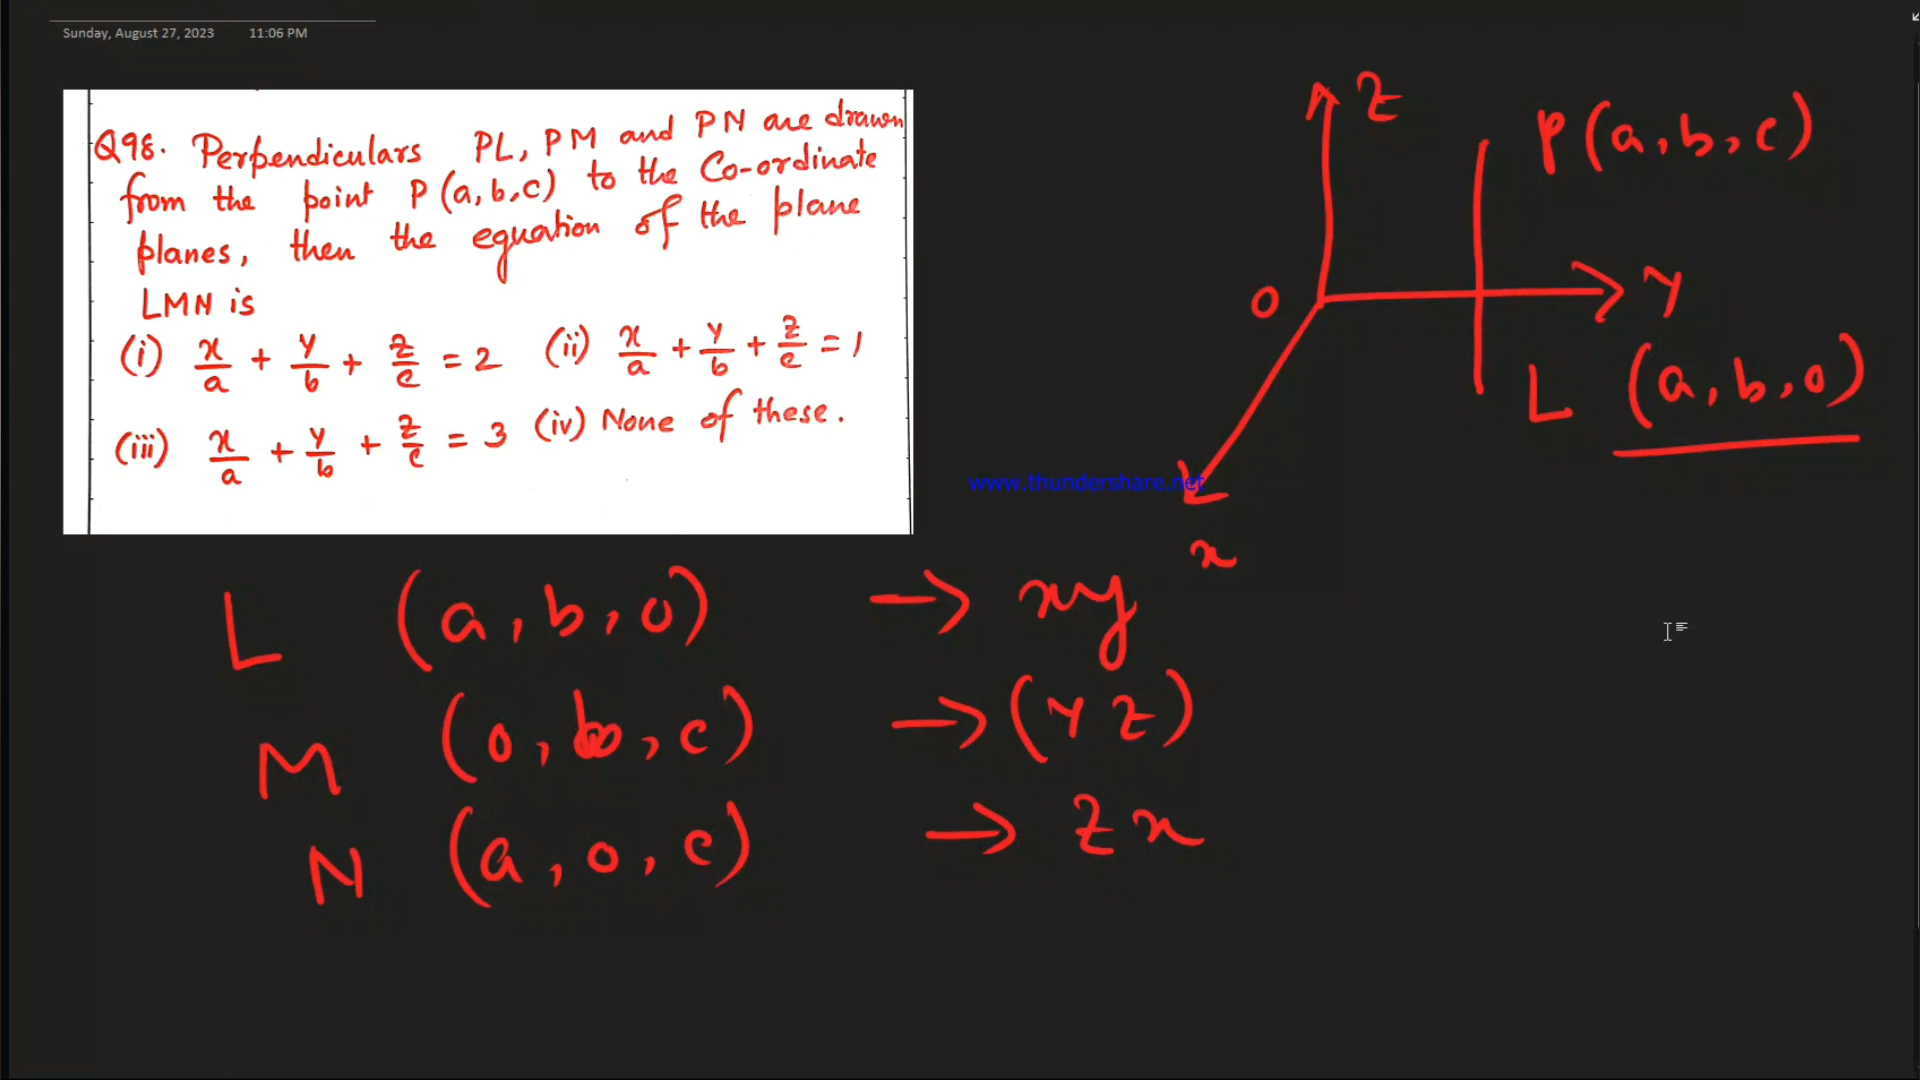 Sunday, August 27, 2023 11:06 PM
Q98. Perpendiculars PL, PM and PN are drawn
from the point P(a,b,c) to the Co-ordinate
planes, then the equation of the plane
LMN is
(i) x/a + y/b + z/c = 2 (ii) x/a + y/b + z/c = 1
(iii) x/a + y/b + z/c = 3 (iv) None of these.
z
P(a,b,c)
O
y
L (a,b,0)
www.thundershare.net
x
L (a,b,0) → xy
M (0,b,c) → (YZ)
N (a,0,c) → zx